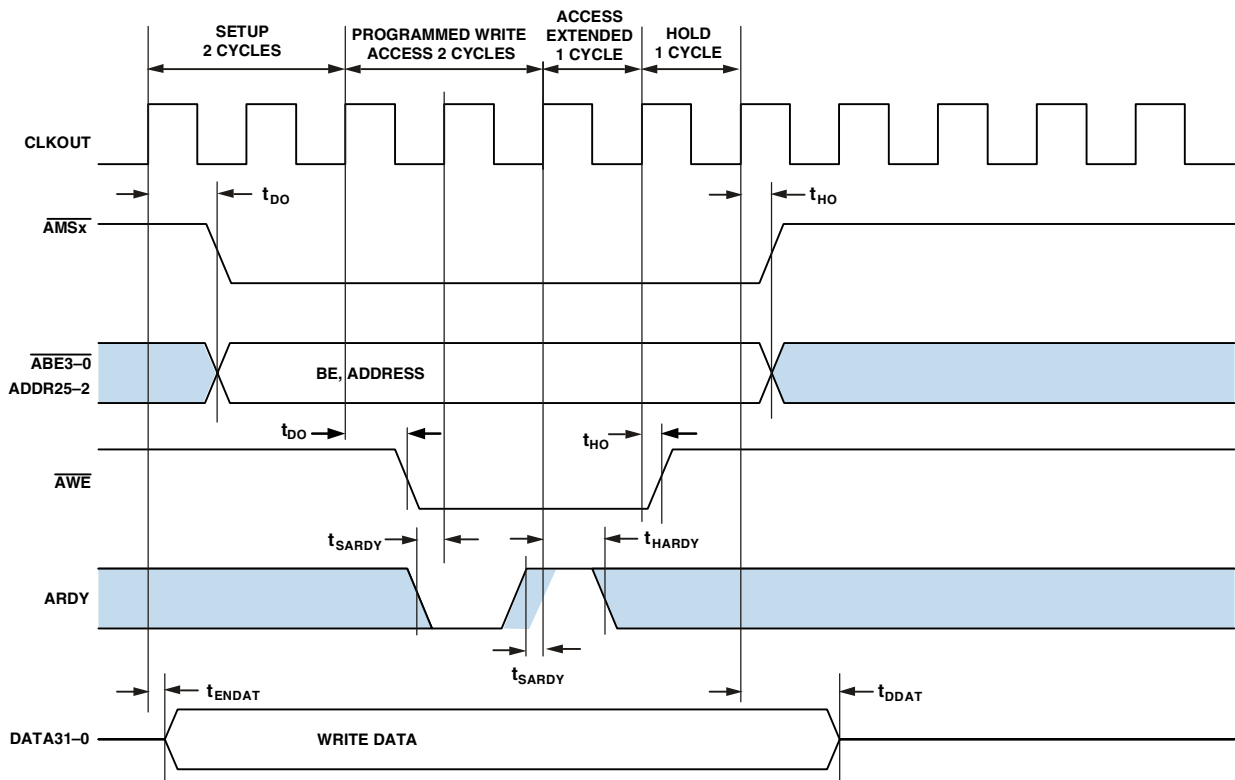 SETUP
2 CYCLES
PROGRAMMED WRITE
ACCESS 2 CYCLES
ACCESS
EXTENDED
1 CYCLE
HOLD
1 CYCLE
CLKOUT
tDO
tHO
AMSx
ABE3–0
ADDR25–2
BE, ADDRESS
tDO
tHO
AWE
tSARDY
tHARDY
ARDY
tSARDY
tENDAT
tDDAT
DATA31–0
WRITE DATA